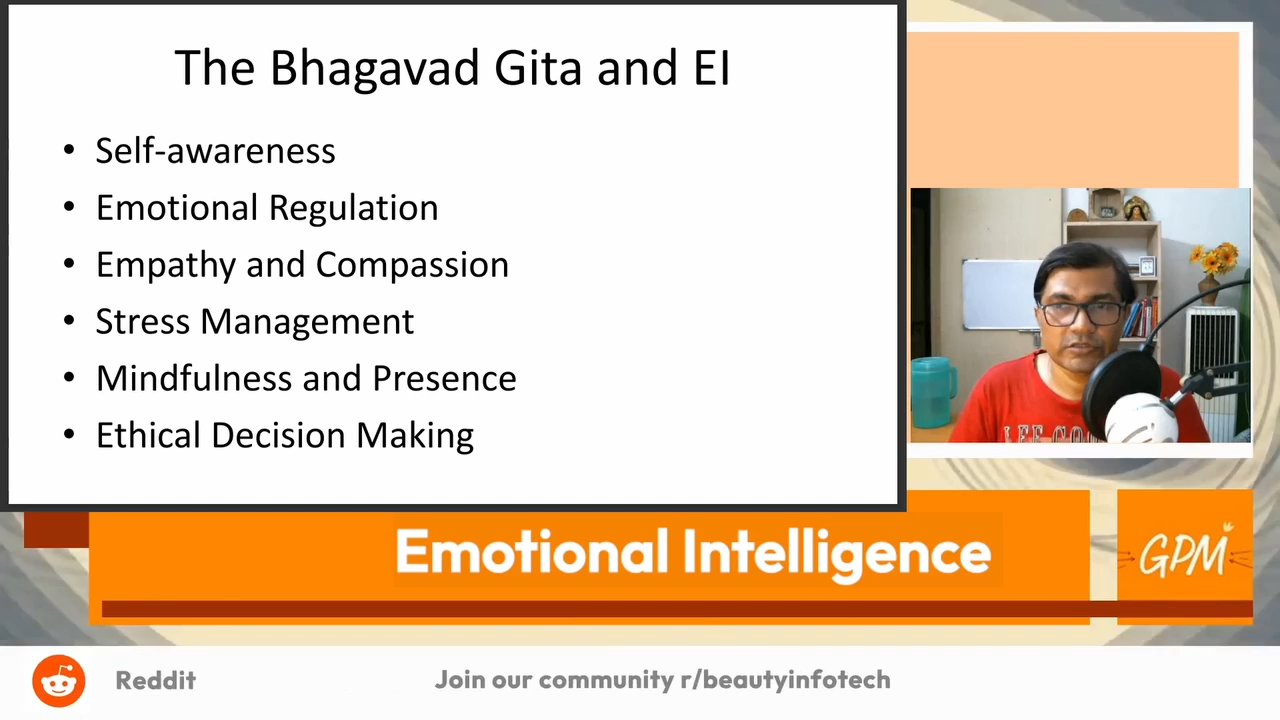 The Bhagavad Gita and EI
• Self-awareness
• Emotional Regulation
• Empathy and Compassion
• Stress Management
• Mindfulness and Presence
• Ethical Decision Making
Emotional Intelligence
GPM
Reddit
Join our community r/beautyinfotech